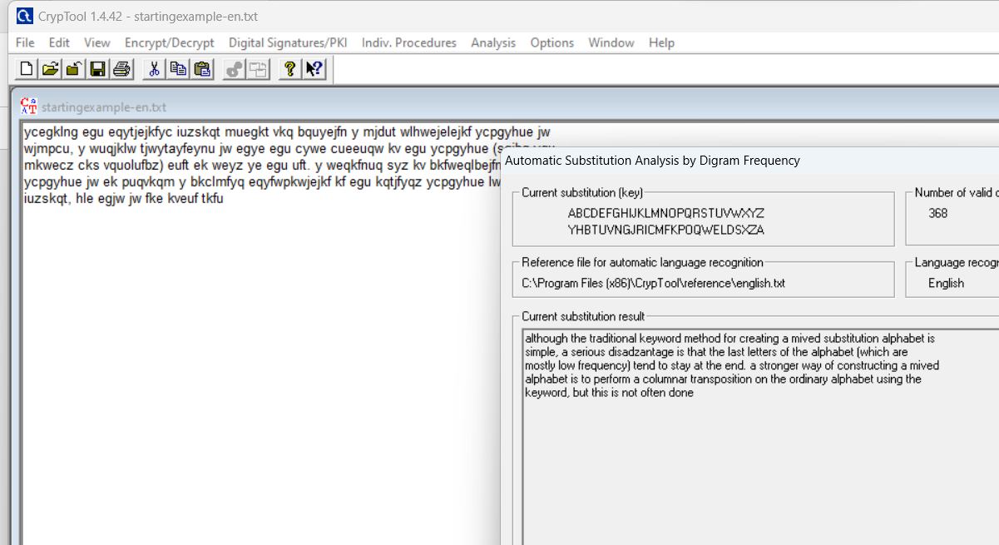 CrypTool 1.4.42 - startingexample-en.txt
File Edit View Encrypt/Decrypt Digital Signatures/PKI Indiv. Procedures Analysis Options Window Help
startingexample-en.txt
ycegklng egu eqytjejkfyc iuzskqt muegkt vkq bquyejfn y mjdut wlhwejelejkf ycpgyhue jw
wjmpcu, y wuqjklw tjwytayfeynu jw egye egu cywe cueeuqw kv egu ycpgyhue
mkwecz cks vquolufbz) euft ek weyz ye egu uft. y weqkfnuq syz kv bkfweqlbejfn
ycpgyhue jw ek puqvkqm y bkclmfyq eqyfwpkwjejkf kf egu kqtjfyqz ycpgyhue lw
iuzskqt, hle egjw jw fke kveuf tkfu
Automatic Substitution Analysis by Digram Frequency
Current substitution (key)
ABCDEFGHIJKLMNOPQRSTUVWXYZ
YHBTUVNGJRICMFKPOQWELDSXZA
Number of valid
368
Reference file for automatic language recognition
C:\Program Files (x86)\CrypTool\reference\english.txt
Language
English
Current substitution result
although the traditional keyword method for creating a mived substitution alphabet is
simple, a serious disadzantage is that the last letters of the alphabet (which are
mostly low frequency) tend to stay at the end. a stronger way of constructing a mived
alphabet is to perform a columnar transposition on the ordinary alphabet using the
keyword, but this is not often done